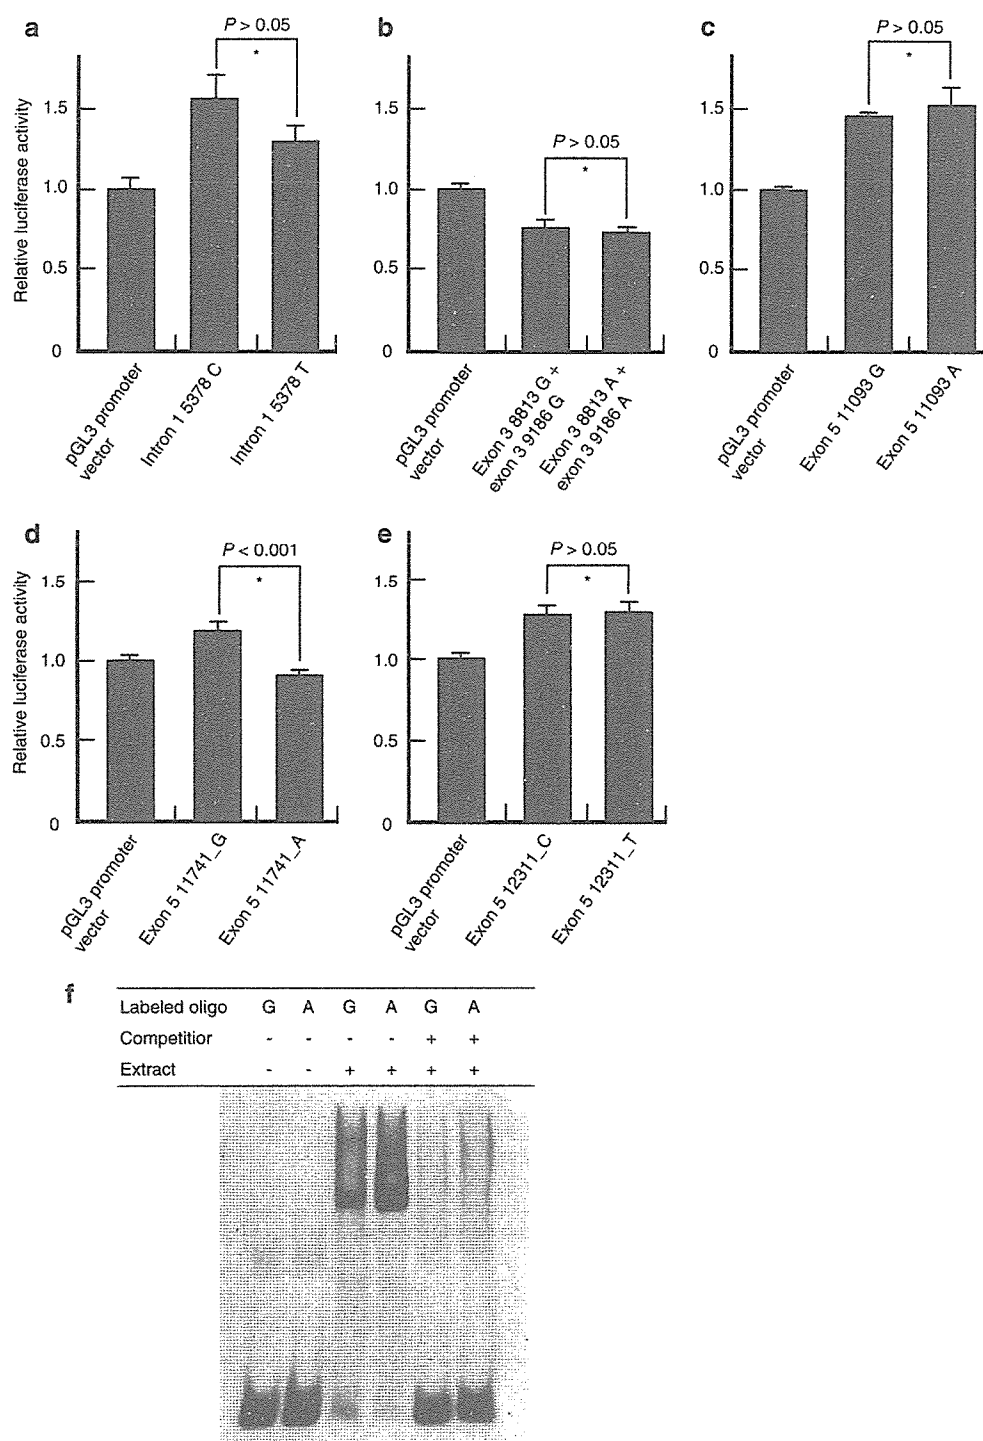 a
P > 0.05
*
Relative luciferase activity
1.5
1.0
0.5
0
pGL3 promoter
vector
Intron 1 5378 C
Intron 1 5378 T
b
P > 0.05
*
1.5
1.0
0.5
0
pGL3 promoter
vector
Exon 3 8813 G +
exon 3 9186 G
Exon 3 8813 A +
exon 3 9186 A
c
P > 0.05
*
1.5
1.0
0.5
0
pGL3 promoter
vector
Exon 5 11093 G
Exon 5 11093 A
d
P < 0.001
*
Relative luciferase activity
1.5
1.0
0.5
0
pGL3 promoter
vector
Exon 5 11741_G
Exon 5 11741_A
e
P > 0.05
*
1.5
1.0
0.5
0
pGL3 promoter
vector
Exon 5 12311_C
Exon 5 12311_T
f
Labeled oligo G A G A G A
Competitior - - - - + +
Extract - - + + + +